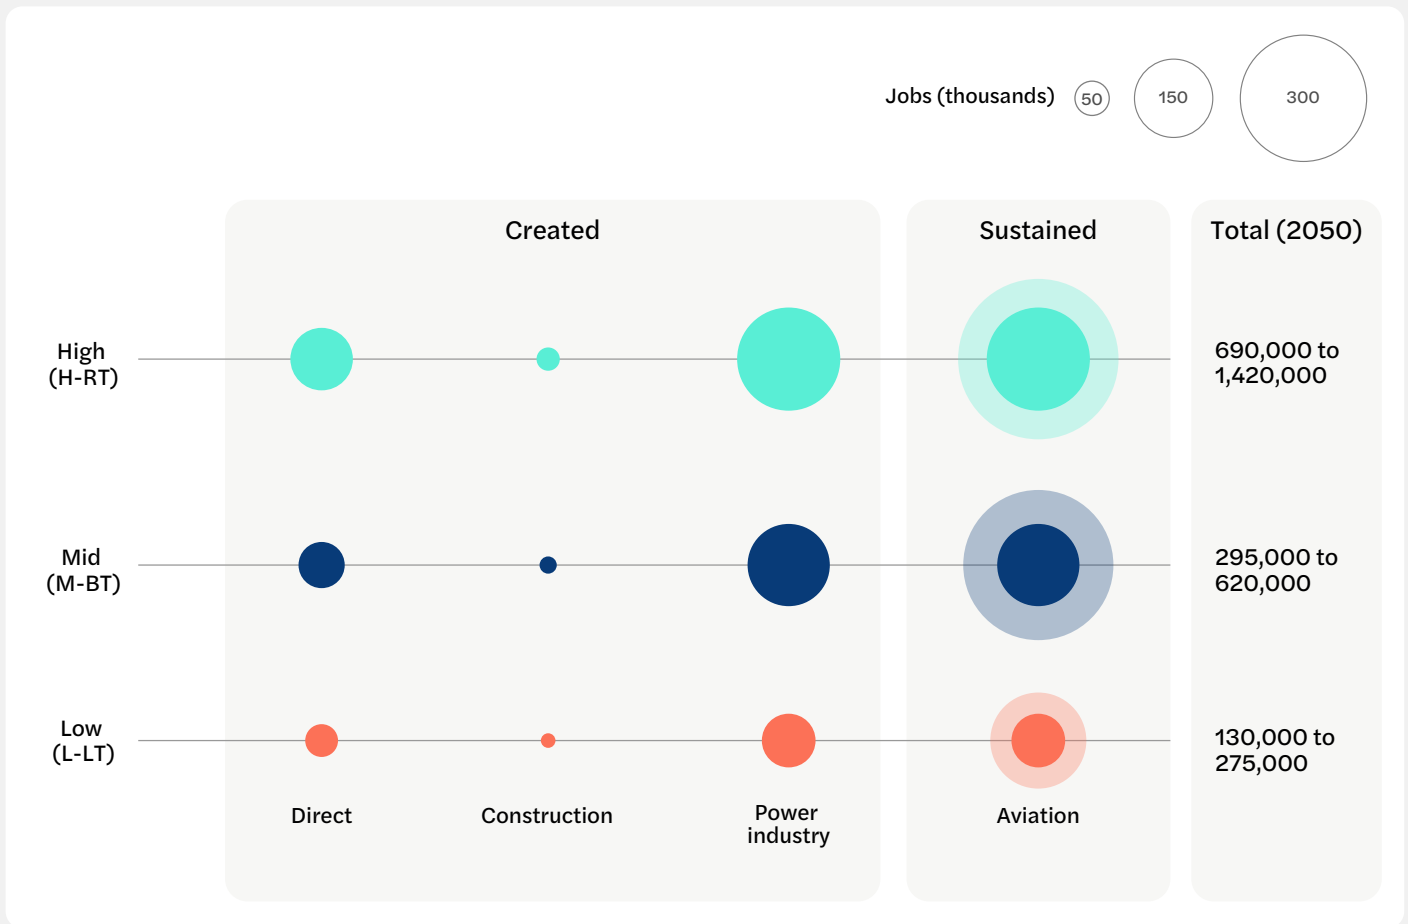 Jobs (thousands) 50 150 300
Created
Sustained
Total (2050)
High
(H-RT)
690,000 to
1,420,000
Mid
(M-BT)
295,000 to
620,000
Low
(L-LT)
130,000 to
275,000
Direct
Construction
Power
industry
Aviation